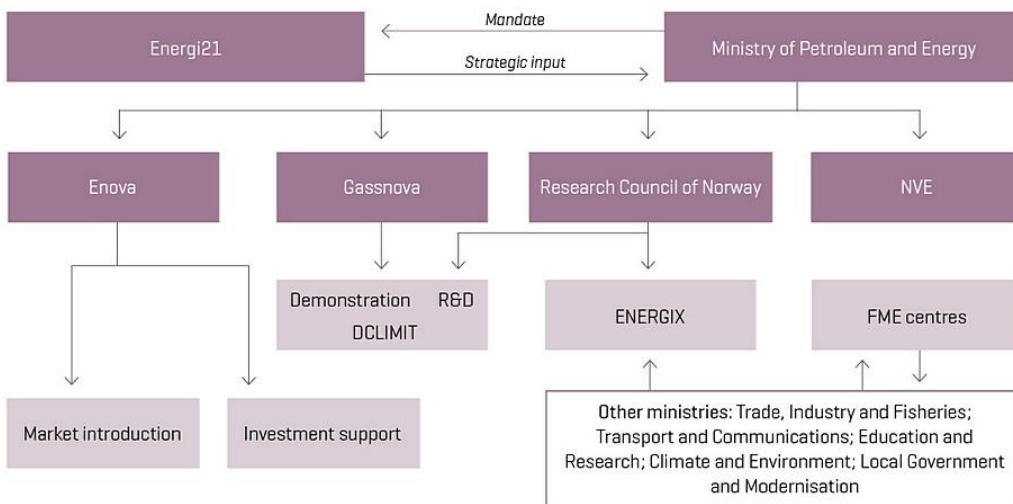 Energi21
Mandate
Strategic input
Ministry of Petroleum and Energy
Enova
Gassnova
Research Council of Norway
NVE
Demonstration R&D
DCLIMIT
ENERGIX
FME centres
Market introduction
Investment support
Other ministries: Trade, Industry and Fisheries;
Transport and Communications; Education and
Research; Climate and Environment; Local Government
and Modernisation